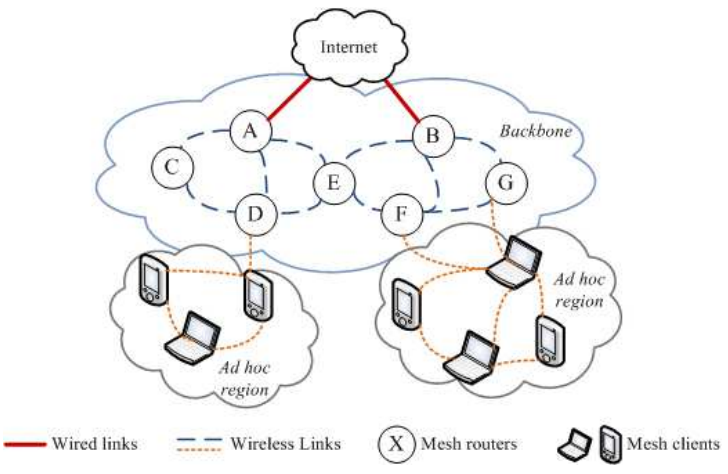 Internet
Backbone
A
B
C
E
G
D
F
Ad hoc
region
Ad hoc
region
Wired links
Wireless Links
X
Mesh routers
Mesh clients